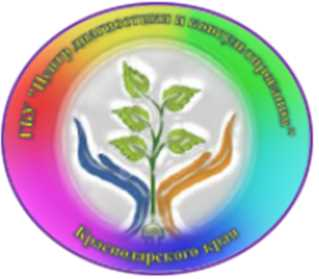 ГБУ "Центр диагностики и консультирования"
Краснодарского края